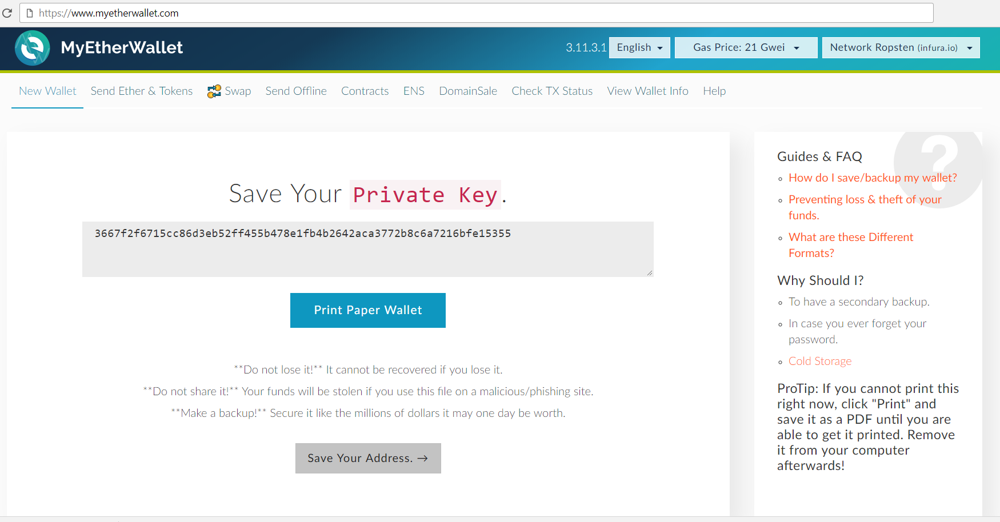 https://www.myetherwallet.com
MyEtherWallet
3.11.3.1 English Gas Price: 21 Gwei Network Ropsten (infura.io)
New Wallet Send Ether & Tokens Swap Send Offline Contracts ENS DomainSale Check TX Status View Wallet Info Help
Save Your Private Key.
3667f2f6715cc86d3eb52ff455b478e1fb4b2642aca3772b8c6a7216bfe15355
Print Paper Wallet
**Do not lose it!** It cannot be recovered if you lose it.
**Do not share it!** Your funds will be stolen if you use this file on a malicious/phishing site.
**Make a backup!** Secure it like the millions of dollars it may one day be worth.
Save Your Address. →
?
Guides & FAQ
How do I save/backup my wallet?
Preventing loss & theft of your
funds.
What are these Different
Formats?
Why Should I?
To have a secondary backup.
In case you ever forget your
password.
Cold Storage
ProTip: If you cannot print this
right now, click "Print" and
save it as a PDF until you are
able to get it printed. Remove
it from your computer
afterwards!